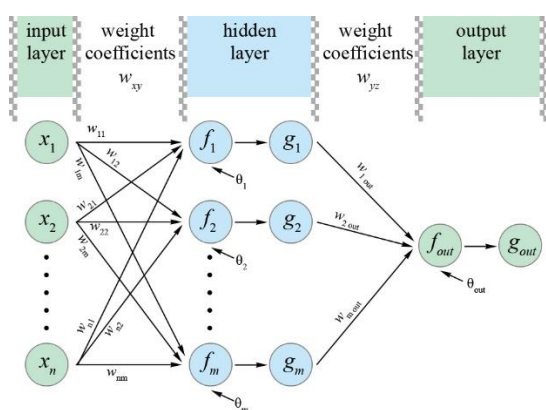 input layer
weight coefficients w_xy
hidden layer
weight coefficients w_yz
output layer
x_1
w_11
w_12
w_1m
f_1
g_1
θ_1
w_1 out
x_2
w_21
w_22
w_2m
f_2
g_2
θ_2
w_2 out
f_out
g_out
θ_out
x_n
w_n1
w_n2
w_nm
f_m
g_m
θ_m
w_m out